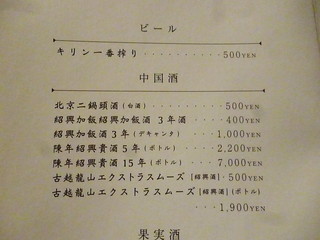 ビール
キリン一番搾り ・・・・・・・・・・ 500YEN
中国酒
北京二鍋頭酒 (白酒) ・・・・・・・・・ 500YEN
紹興加飯紹興加飯酒 3年酒 ・・・・ 400YEN
紹興加飯酒3年 (デキャンタ) ・・・・ 1,000YEN
陳年紹興貴酒5年 (ボトル) ・・・・ 2,200YEN
陳年紹興貴酒15年 (ボトル) ・・・ 7,000YEN
古越龍山エクストラスムーズ [紹興酒] ・500YEN
古越龍山エクストラスムーズ [紹興酒] (ボトル)
・・・・ 1,900YEN
果実酒